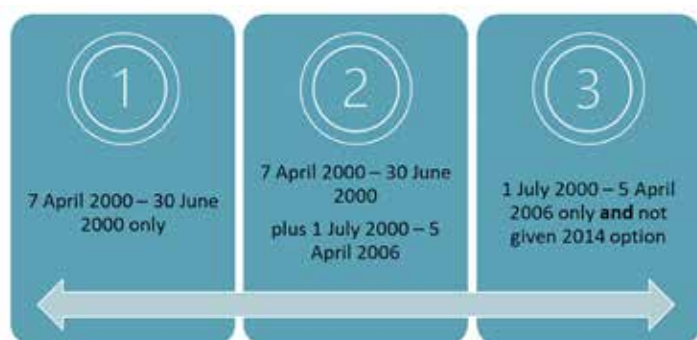 1
7 April 2000 – 30 June
2000 only
2
7 April 2000 – 30 June
2000
plus 1 July 2000 – 5
April 2006
3
1 July 2000 – 5 April
2006 only and not
given 2014 option